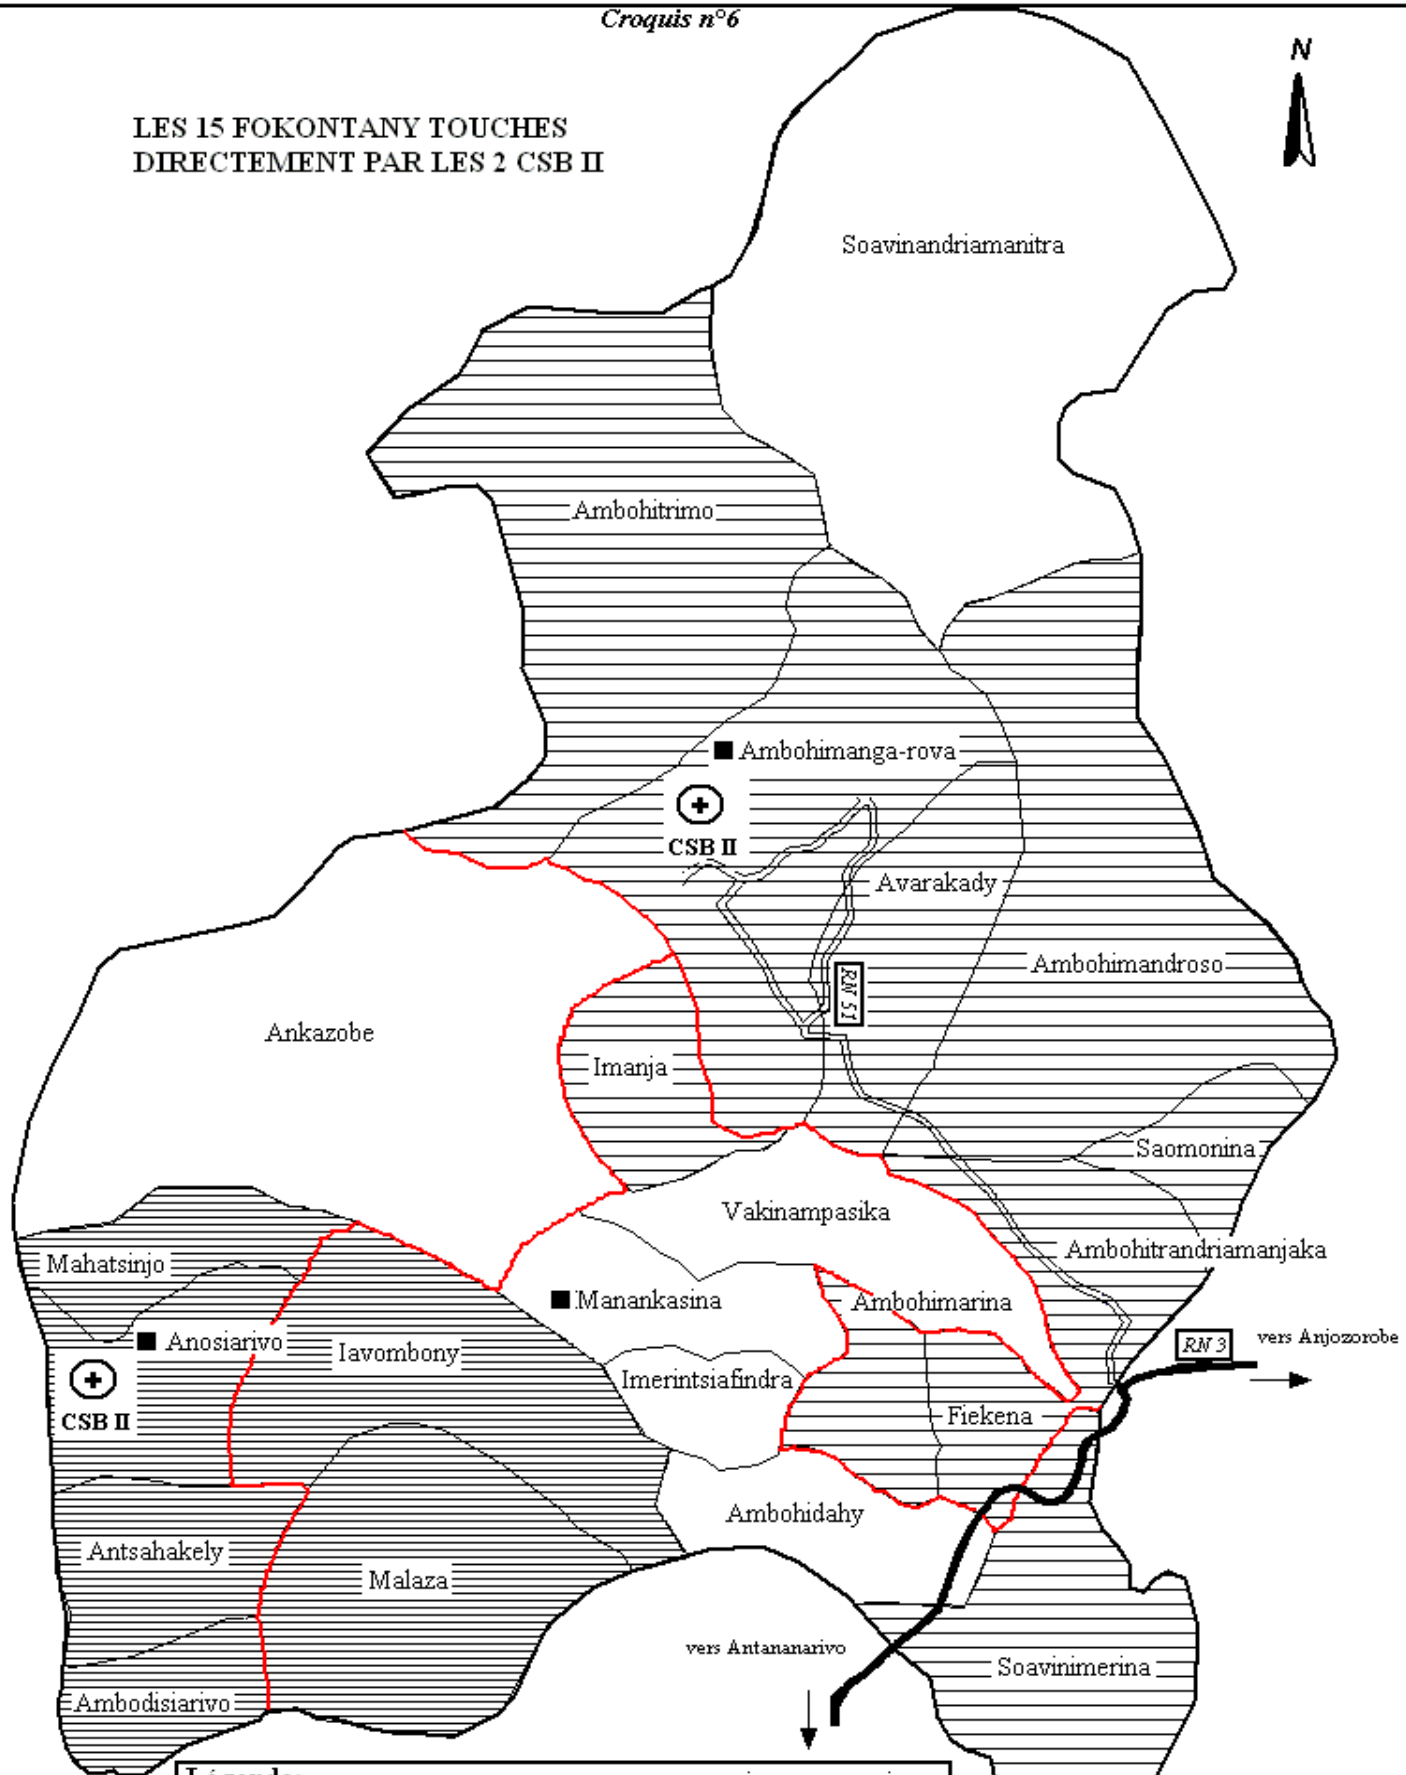 Croquis n°6
N
LES 15 FOKONTANY TOUCHES
DIRECTEMENT PAR LES 2 CSB II
Soavinandriamanitra
Ambohitrimo
Ambohimanga-rova
CSB II
Avarakady
Ambohimandroso
RN 51
Ankazobe
Imanja
Saomonina
Vakinampasika
Ambohitrandriamanjaka
Mahatsinjo
Manankasina
Ambohimarina
Anosiarivo
Iavombony
RN 3
vers Anjozorobe
Imerintsiafindra
CSB II
Fiekena
Ambohidahy
Antsahakely
Malaza
vers Antananarivo
Soavinimerina
Ambodisiarivo